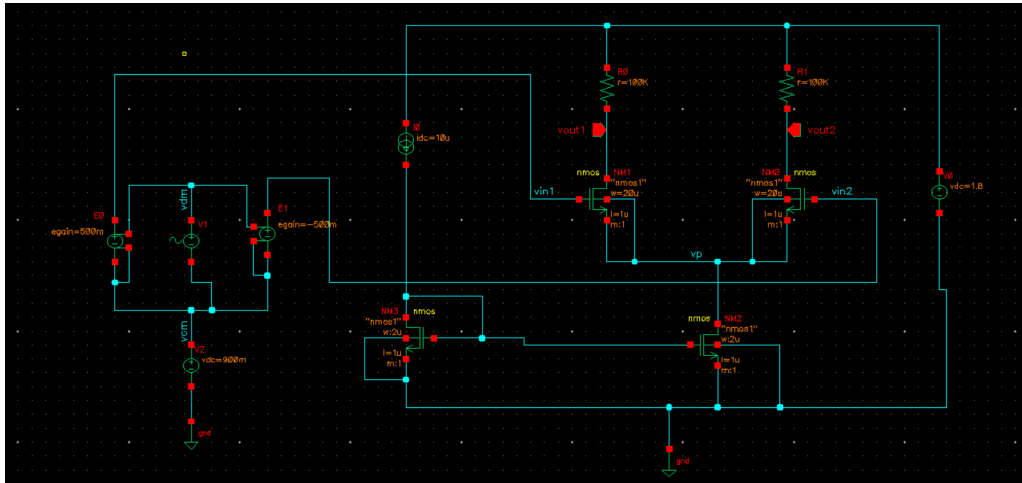 R0
r=100K
R1
r=100K
I0
idc=10u
vout1
vout2
nmos
NM1
"nmos1"
w=20u
l=1u
m:1
vin1
NM0
nmos
"nmos1"
w=20u
l=1u
m:1
vin2
V0
vdc=1.8
E0
egain=500m
vdm
V1
E1
egain=-500m
vp
vcm
V2
vdc=900m
gnd
NM3
nmos
"nmos1"
w:2u
l=1u
m:1
nmos
NM2
"nmos1"
w:2u
l=1u
m:1
gnd